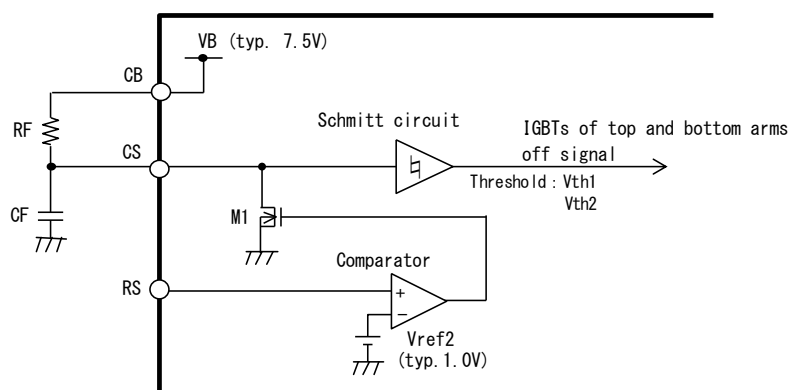 VB (typ. 7.5V)
CB
RF
Schmitt circuit
IGBTs of top and bottom arms
off signal
CS
Threshold : Vth1
Vth2
CF
M1
Comparator
RS
+
−
Vref2
(typ.1.0V)